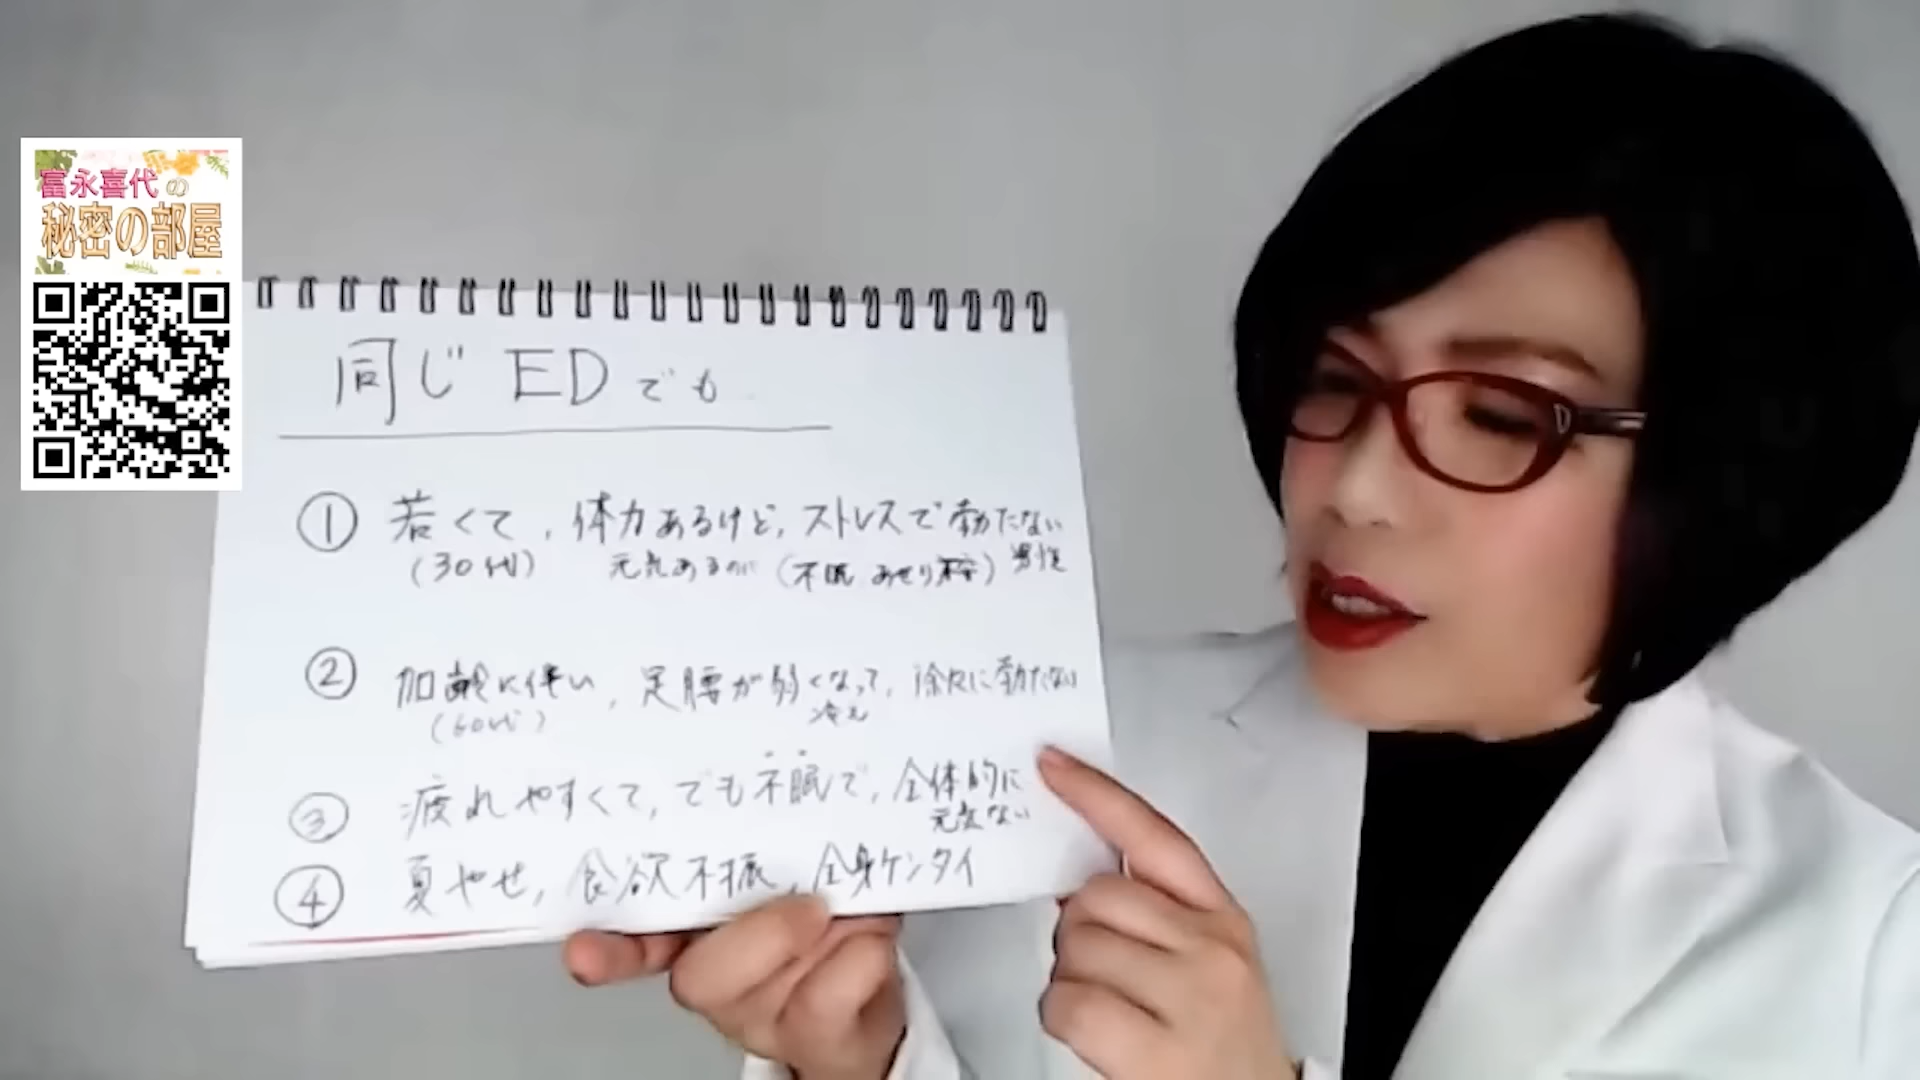 富永喜代の
秘密の部屋
同じEDでも
① 若くて、体力あるけど、ストレスで勃たない
(30代) 元気あるのに (不眠 あせり 不安) 男性
② 加齢に伴い、足腰が弱くなって、徐々に勃たない
(60代) 冷え
③ 疲れやすくて、でも不眠で、全体的に
元気ない
④ 夏やせ、食欲不振、全身ケンタイ